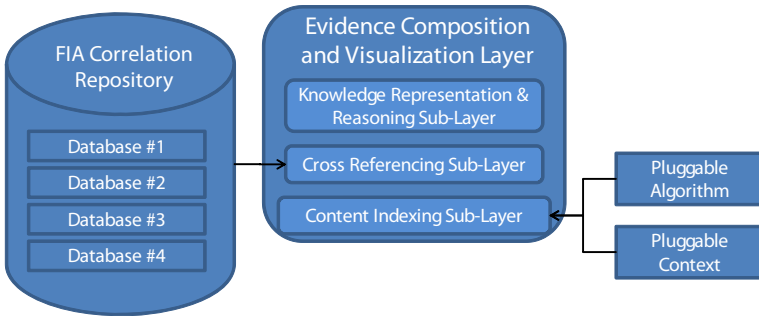 FIA Correlation
Repository
Database #1
Database #2
Database #3
Database #4
Evidence Composition
and Visualization Layer
Knowledge Representation &
Reasoning Sub-Layer
Cross Referencing Sub-Layer
Content Indexing Sub-Layer
Pluggable
Algorithm
Pluggable
Context